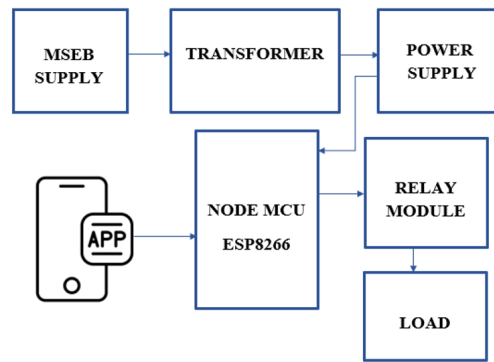 MSEB
SUPPLY
TRANSFORMER
POWER
SUPPLY
NODE MCU
ESP8266
RELAY
MODULE
APP
LOAD